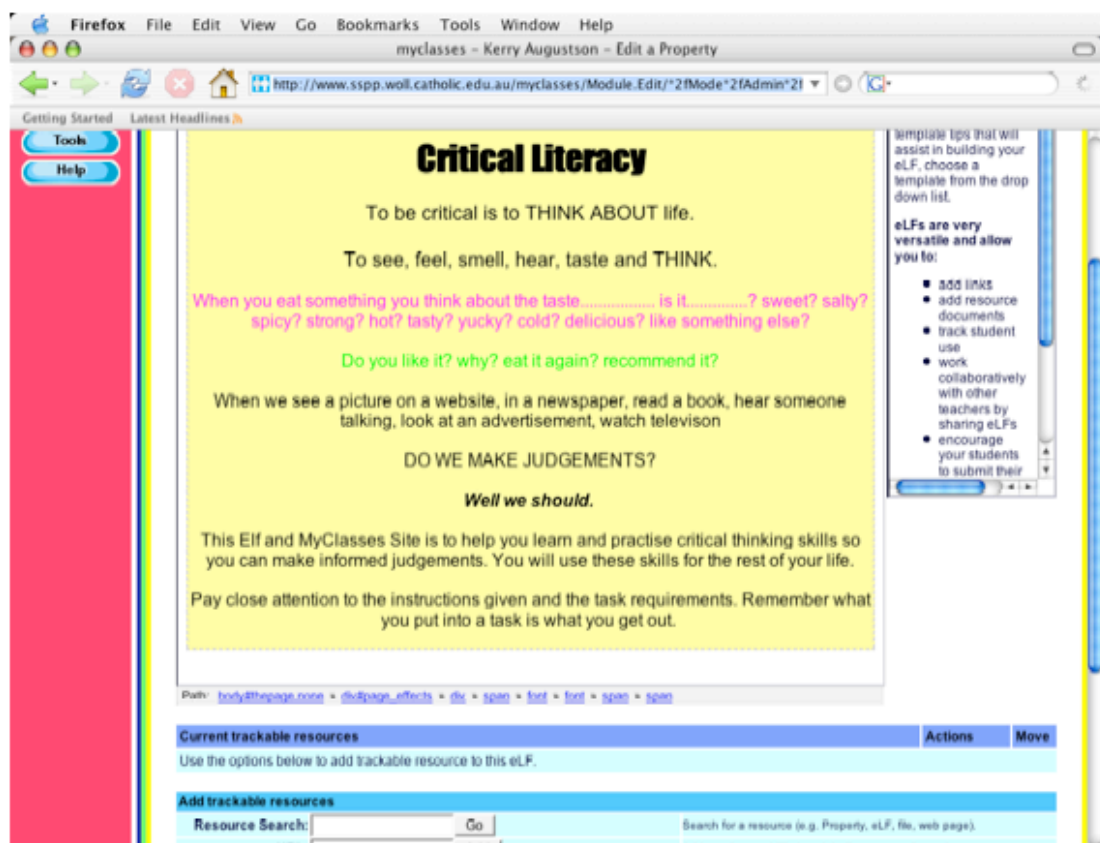 Firefox File Edit View Go Bookmarks Tools Window Help
myclasses – Kerry Augustson – Edit a Property
http://www.sspp.woll.catholic.edu.au/myclasses/Module.Edit/*2fMode*2fAdmin*2f
G
Getting Started Latest Headlines
Tools
Help
Critical Literacy
To be critical is to THINK ABOUT life.
To see, feel, smell, hear, taste and THINK.
When you eat something you think about the taste................. is it..............? sweet? salty?
spicy? strong? hot? tasty? yucky? cold? delicious? like something else?
Do you like it? why? eat it again? recommend it?
When we see a picture on a website, in a newspaper, read a book, hear someone
talking, look at an advertisement, watch televison
DO WE MAKE JUDGEMENTS?
Well we should.
This Elf and MyClasses Site is to help you learn and practise critical thinking skills so
you can make informed judgements. You will use these skills for the rest of your life.
Pay close attention to the instructions given and the task requirements. Remember what
you put into a task is what you get out.
template tips that will
assist in building your
eLF, choose a
template from the drop
down list.
eLFs are very
versatile and allow
you to:
add links
add resource
documents
track student
use
work
collaboratively
with other
teachers by
sharing eLFs
encourage
your students
to submit their
Path: body#thepage.none » div#page_effects » div » span » font » font » span » span
Current trackable resources Actions Move
Use the options below to add trackable resource to this eLF.
Add trackable resources
Resource Search: Go Search for a resource (e.g. Property, eLF, file, web page).